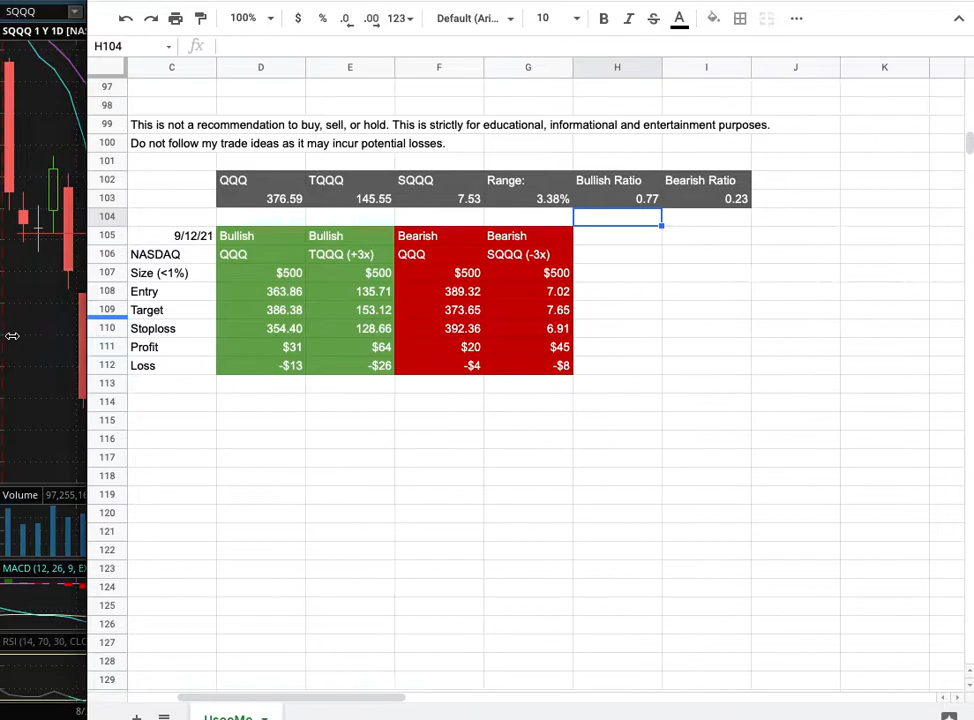 SQQQ
SQQQ 1 Y 1D [NA
100% $ % .0 .00 123 Default (Ari... 10 B I S A
H104 fx
C D E F G H I J K
97
98
99 This is not a recommendation to buy, sell, or hold. This is strictly for educational, informational and entertainment purposes.
100 Do not follow my trade ideas as it may incur potential losses.
101
102 QQQ TQQQ SQQQ Range: Bullish Ratio Bearish Ratio
103 376.59 145.55 7.53 3.38% 0.77 0.23
104
105 9/12/21 Bullish Bullish Bearish Bearish
106 NASDAQ QQQ TQQQ (+3x) QQQ SQQQ (-3x)
107 Size (<1%) $500 $500 $500 $500
108 Entry 363.86 135.71 389.32 7.02
109 Target 386.38 153.12 373.65 7.65
110 Stoploss 354.40 128.66 392.36 6.91
111 Profit $31 $64 $20 $45
112 Loss -$13 -$26 -$4 -$8
113
114
115
116
117
118
119
120
121
122
123
124
125
126
127
128
129
Volume 97,255,1
MACD (12, 26, 9, E
RSI (14, 70, 30, CLO
8/